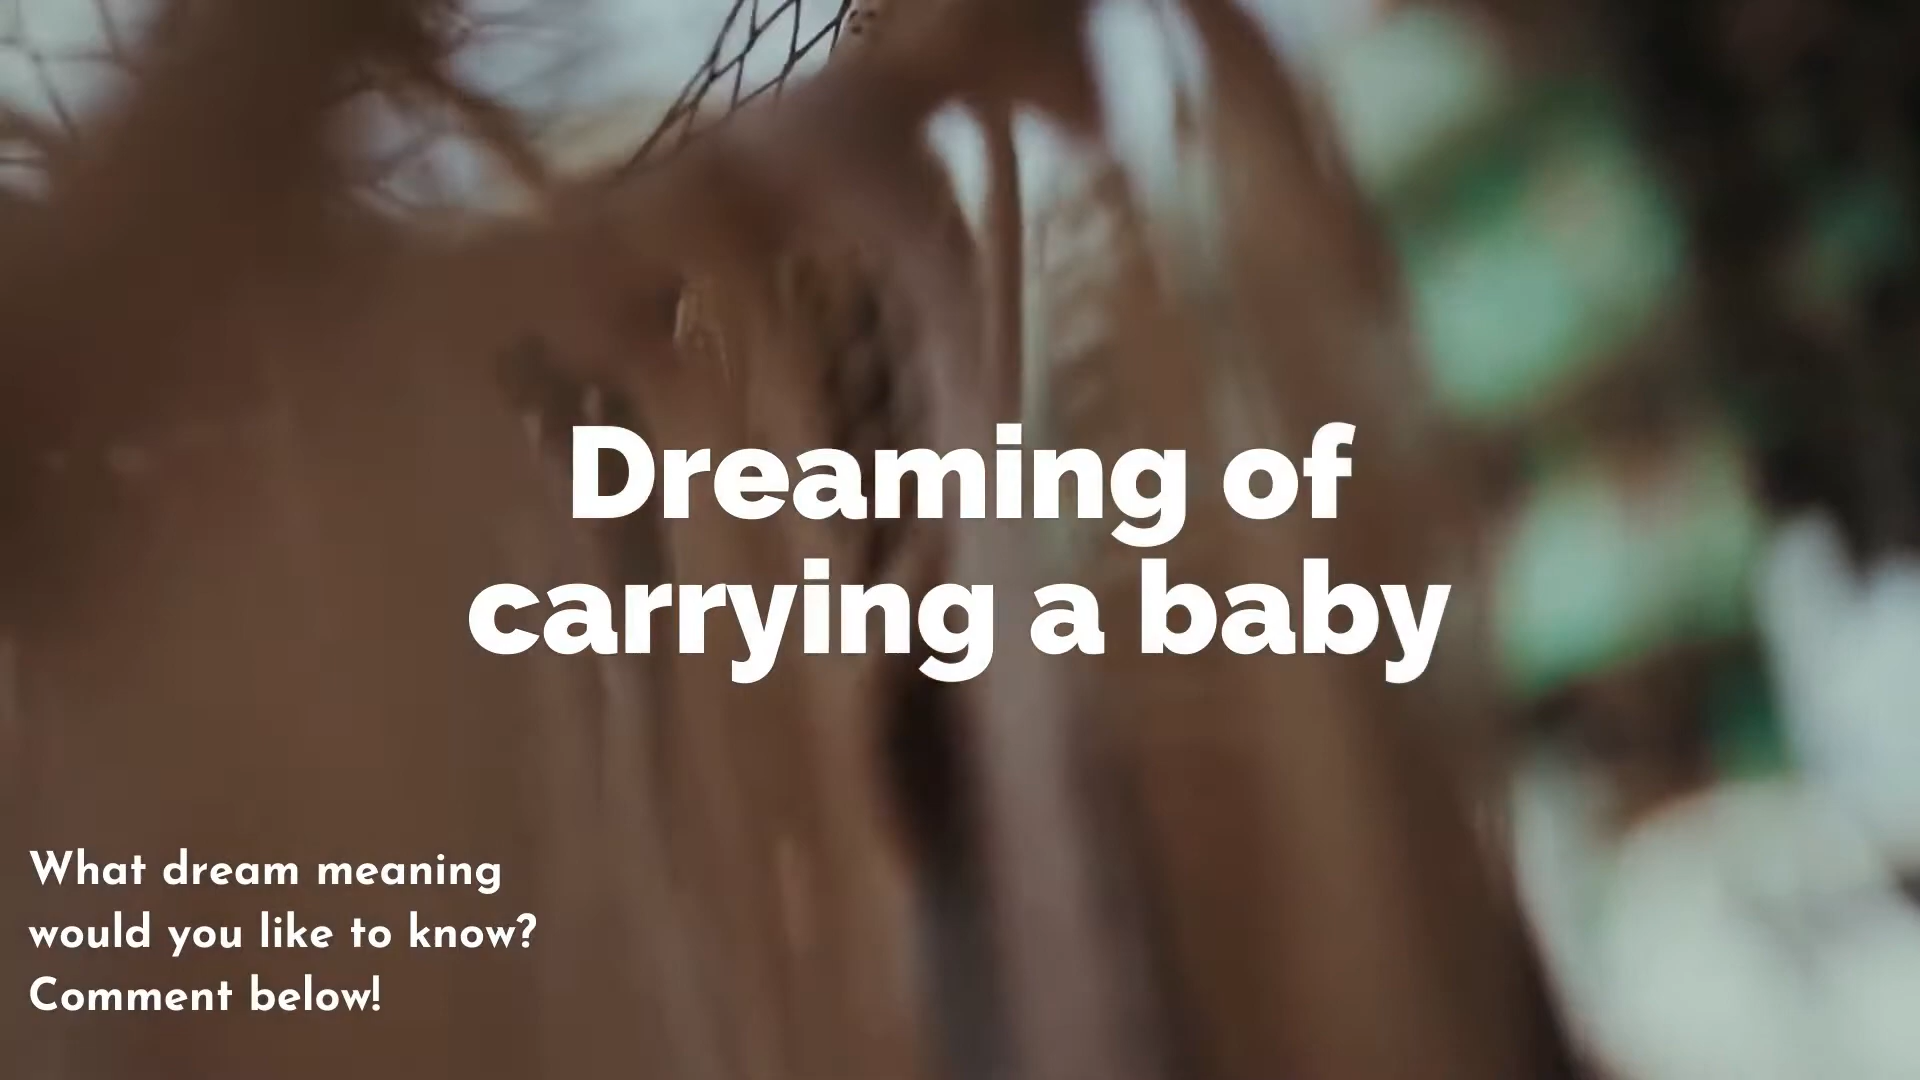 Dreaming of
carrying a baby
What dream meaning
would you like to know?
Comment below!